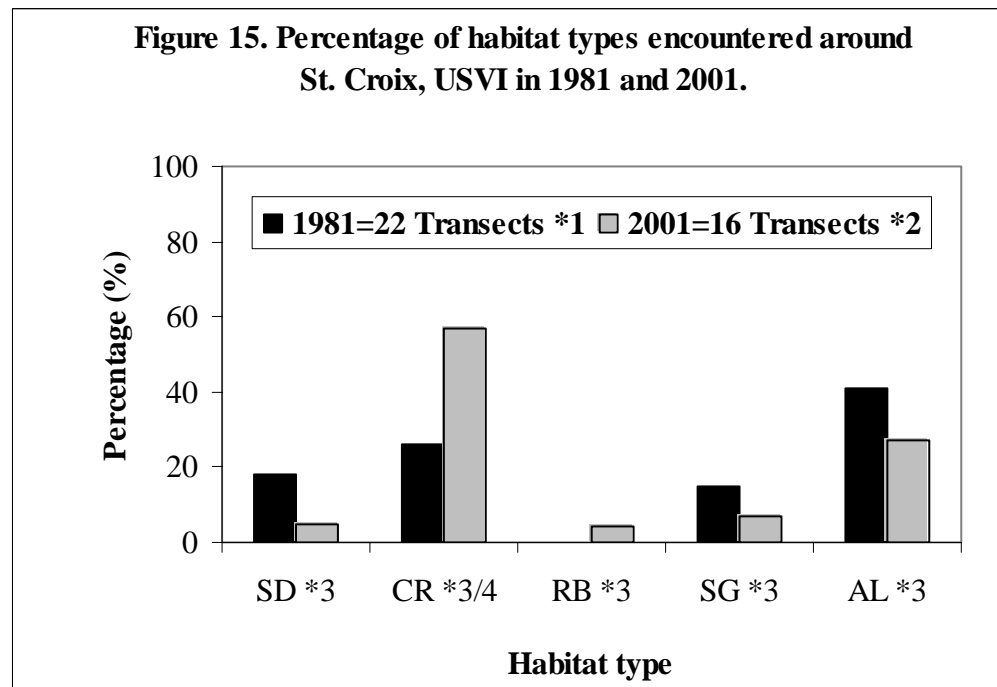 Figure 15. Percentage of habitat types encountered around
St. Croix, USVI in 1981 and 2001.
1981=22 Transects *1 2001=16 Transects *2
Percentage (%)
100
80
60
40
20
0
SD *3 CR *3/4 RB *3 SG *3 AL *3
Habitat type